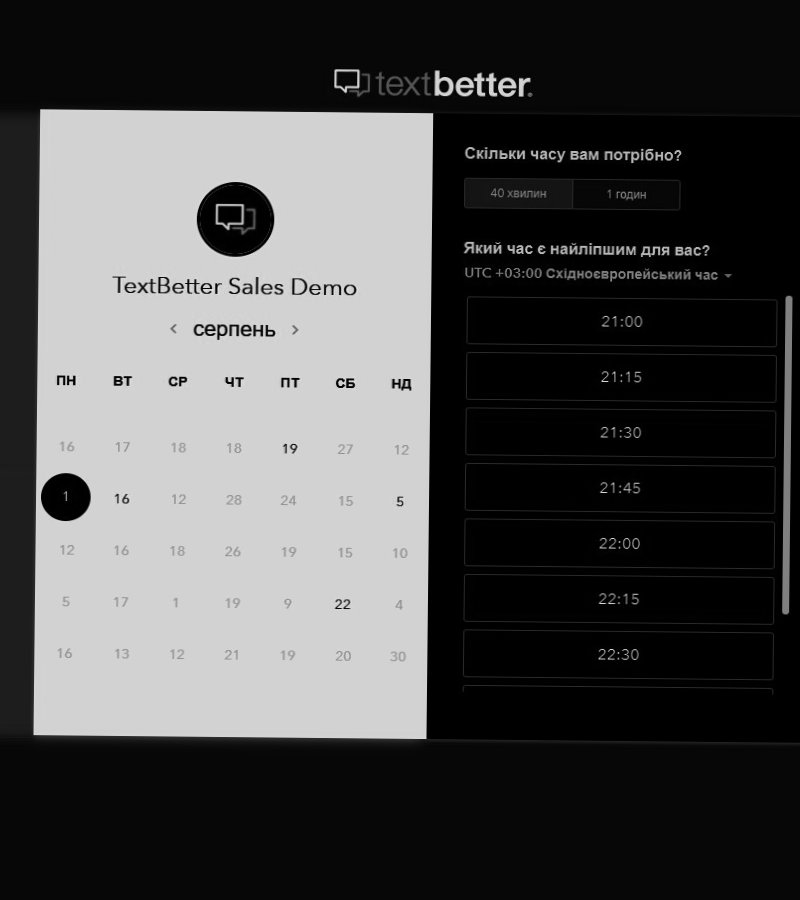 textbetter.
TextBetter Sales Demo
серпень
ПН ВТ СР ЧТ ПТ СБ НД
16 17 18 18 19 27 12
1 16 12 28 24 15 5
12 16 18 26 19 15 10
5 17 1 19 9 22 4
16 13 12 21 19 20 30
Скільки часу вам потрібно?
40 хвилин 1 годин
Який час є найліпшим для вас?
UTC +03:00 Східноєвропейський час
21:00
21:15
21:30
21:45
22:00
22:15
22:30